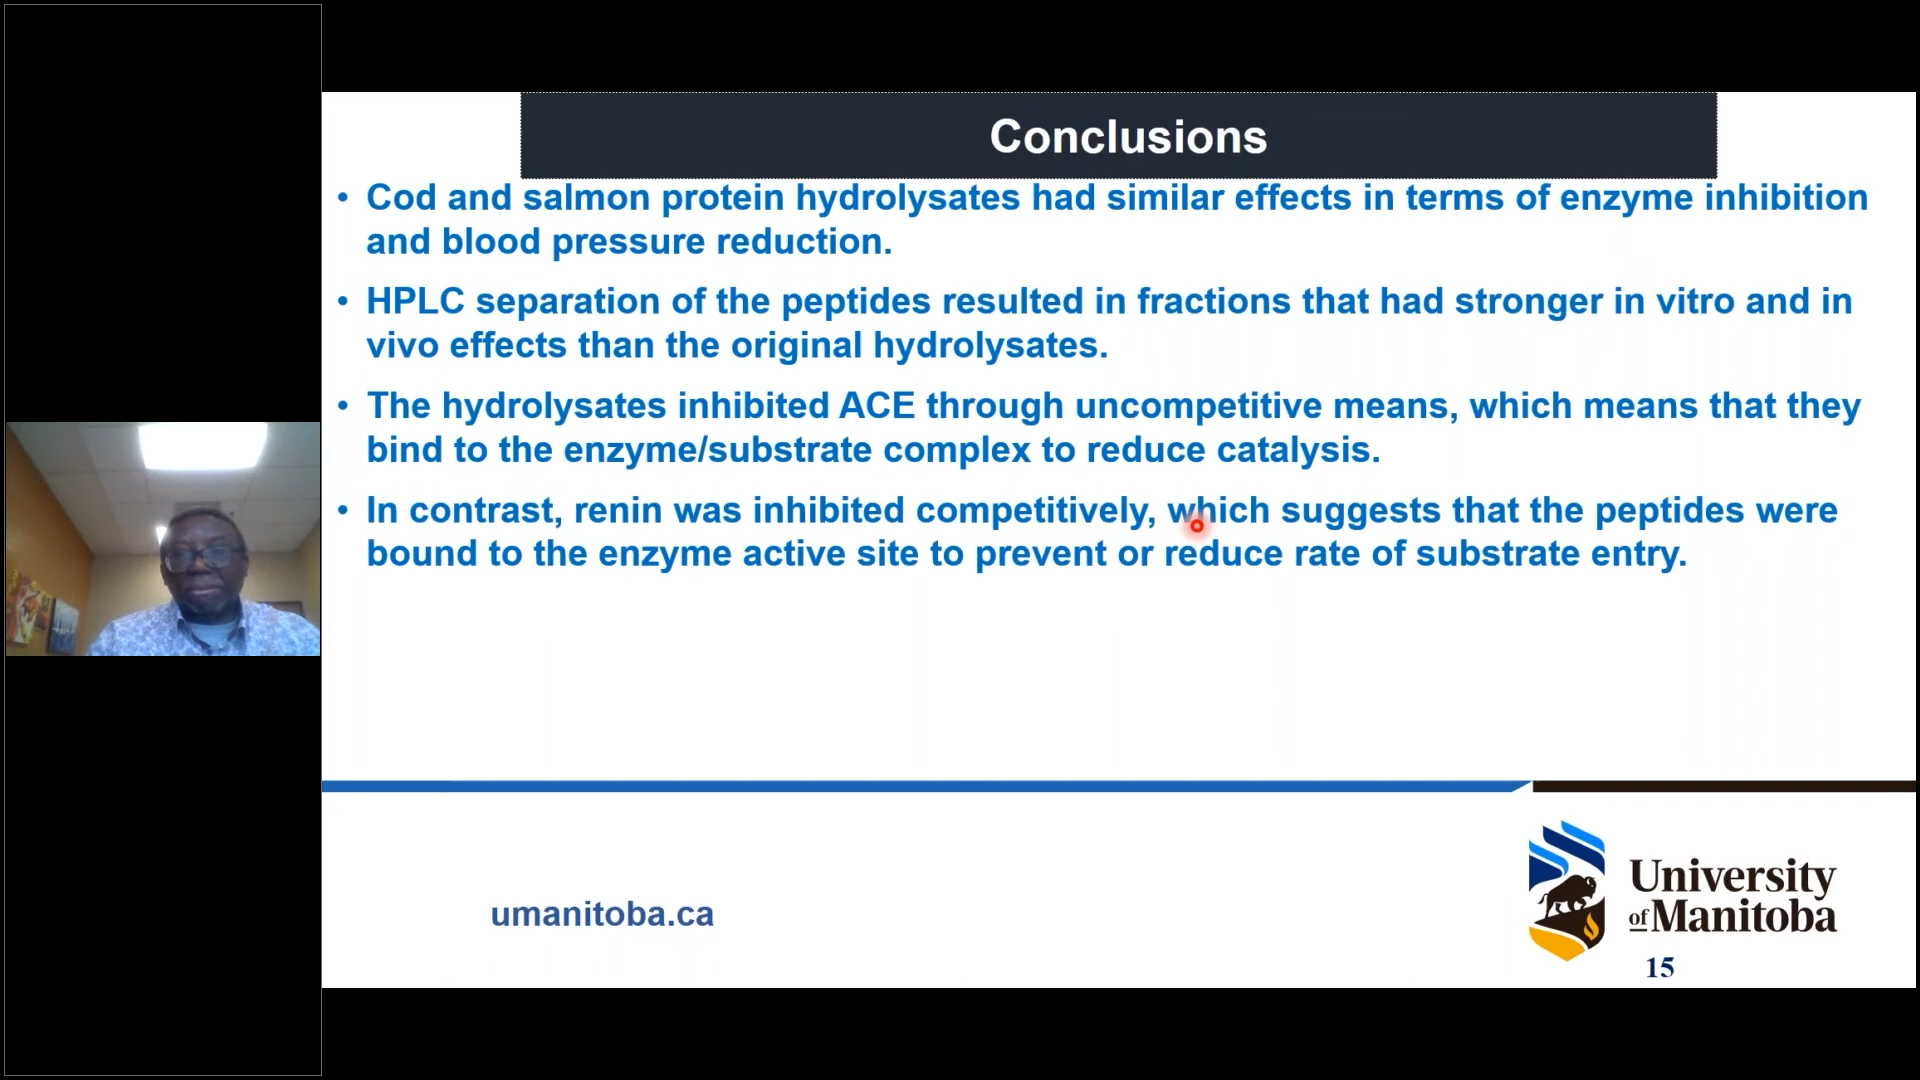 Conclusions
• Cod and salmon protein hydrolysates had similar effects in terms of enzyme inhibition
and blood pressure reduction.
• HPLC separation of the peptides resulted in fractions that had stronger in vitro and in
vivo effects than the original hydrolysates.
• The hydrolysates inhibited ACE through uncompetitive means, which means that they
bind to the enzyme/substrate complex to reduce catalysis.
• In contrast, renin was inhibited competitively, which suggests that the peptides were
bound to the enzyme active site to prevent or reduce rate of substrate entry.
umanitoba.ca
University
of Manitoba
15